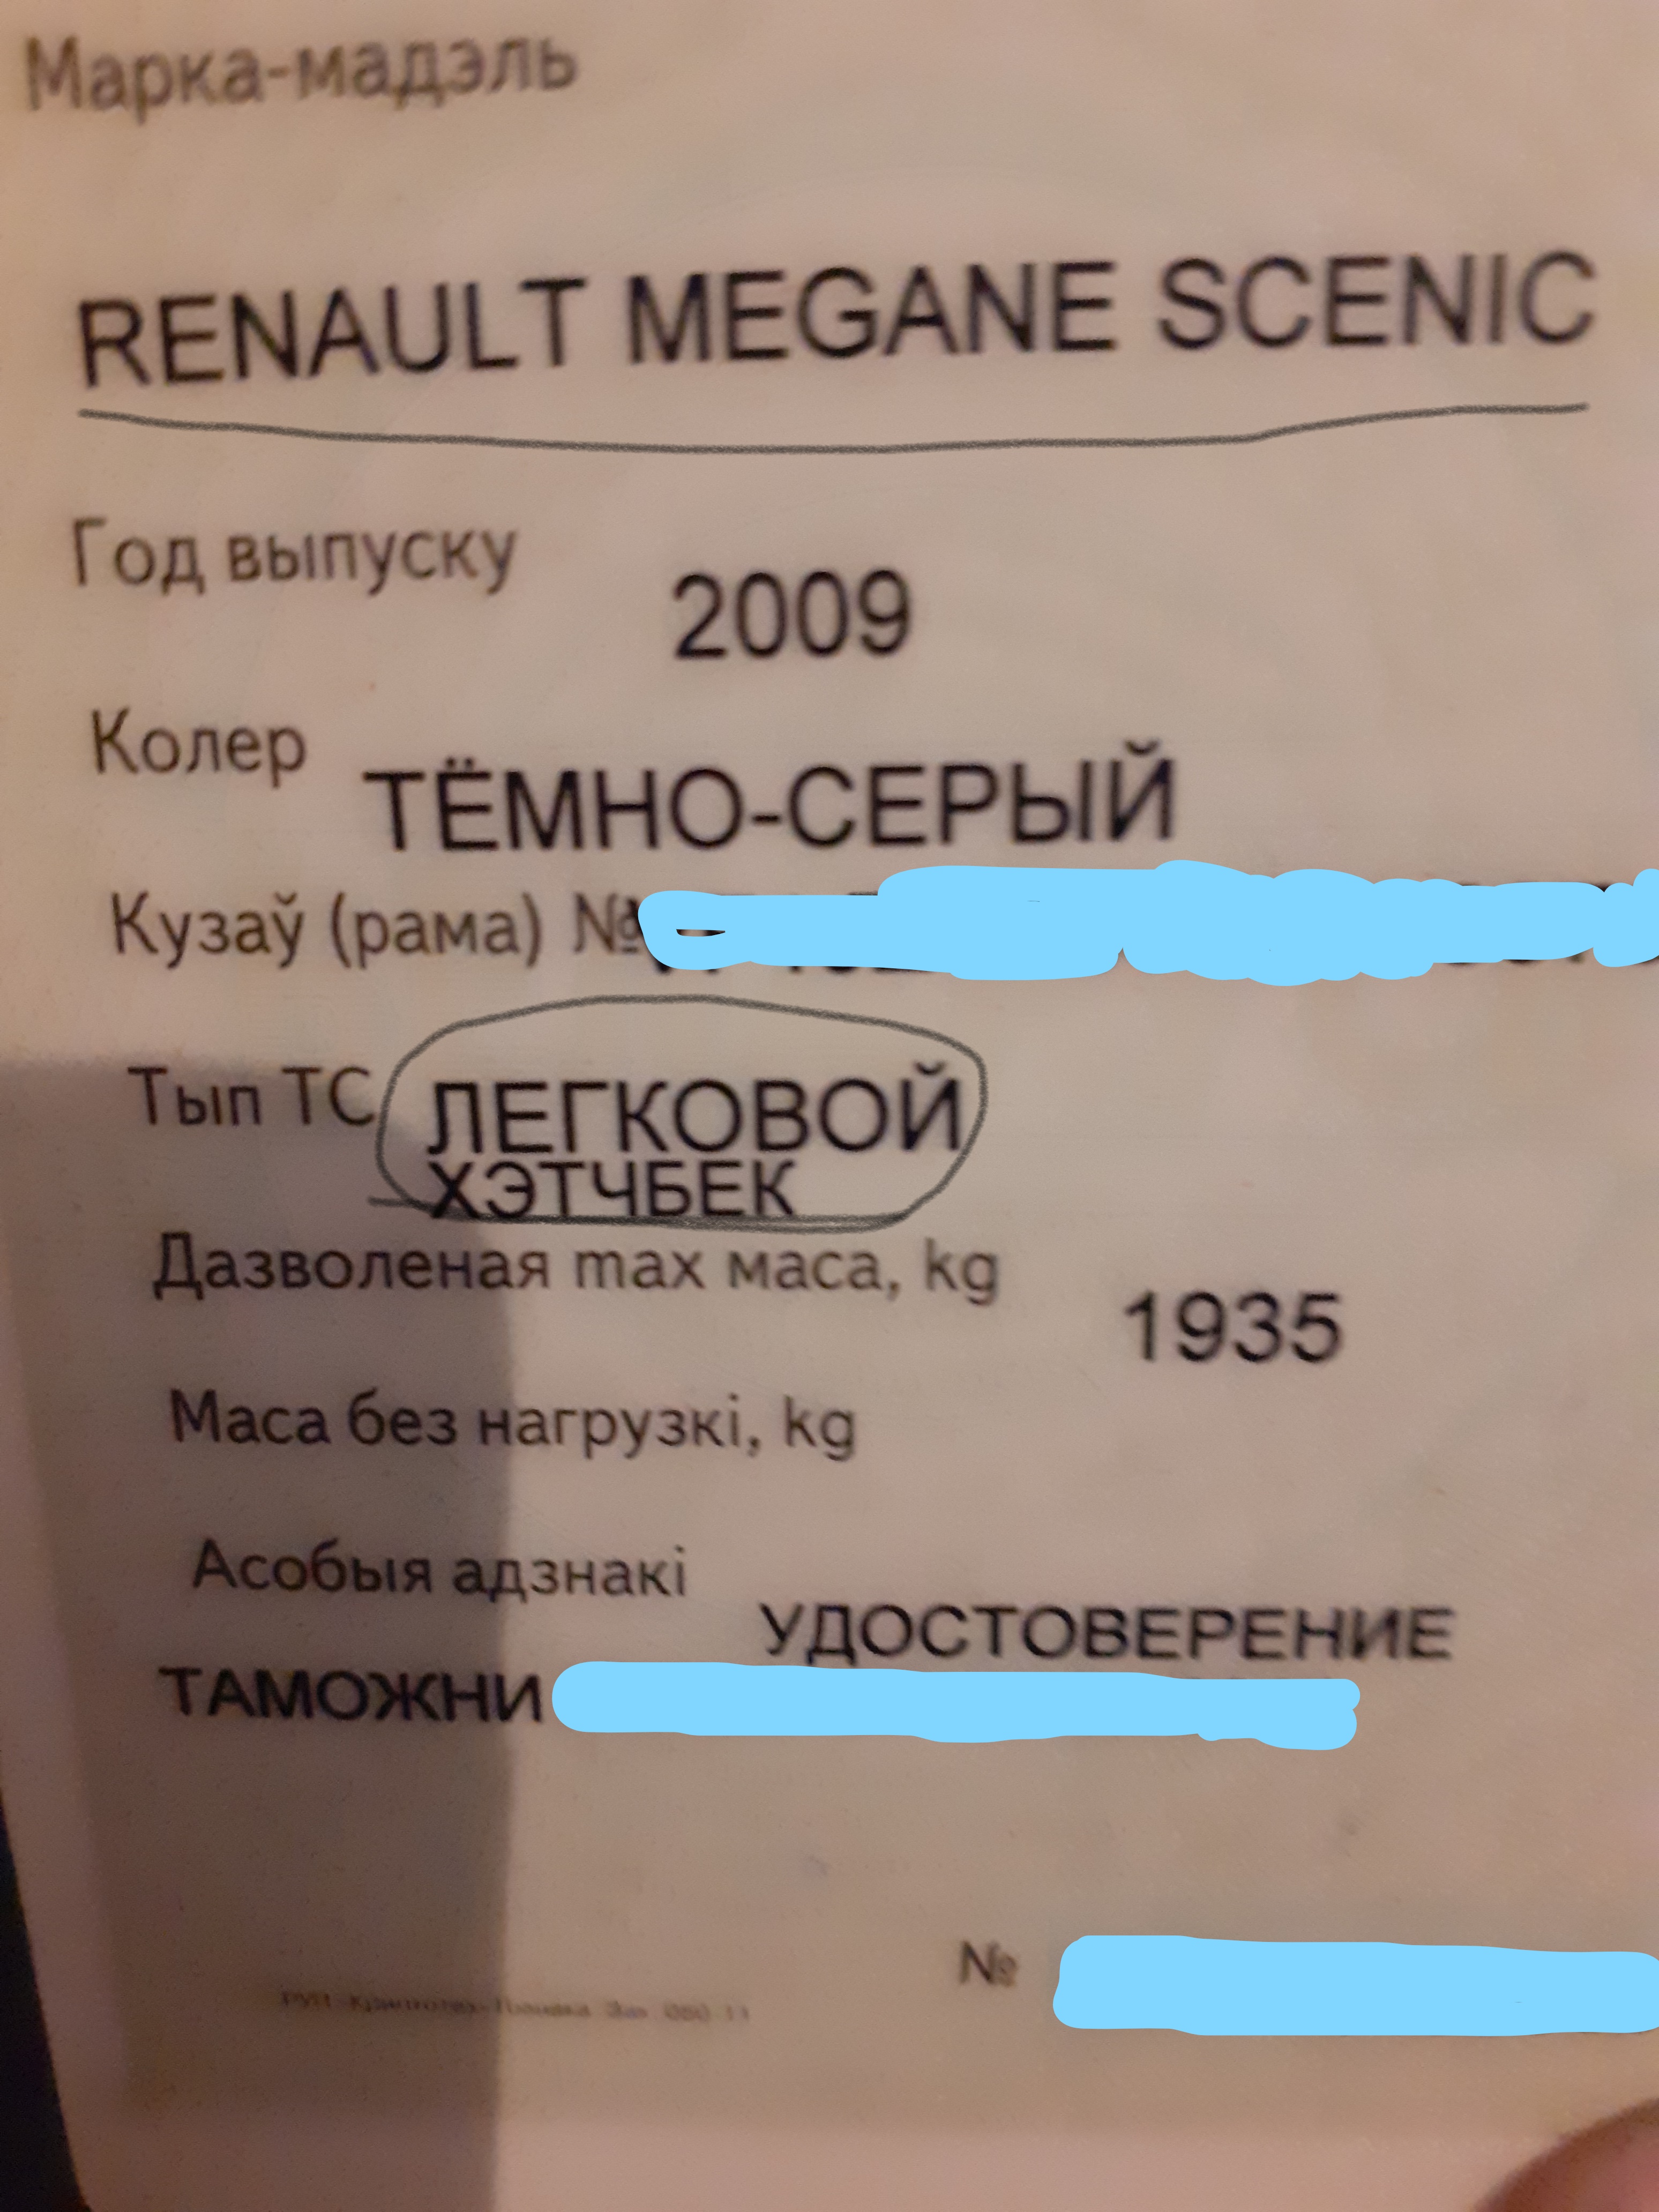 Марка-мадэль
RENAULT MEGANE SCENIC
Год выпуску
2009
Колер
ТЁМНО-СЕРЫЙ
Кузаў (рама) №
Тып ТС ЛЕГКОВОЙ
ХЭТЧБЕК
Дазволеная max маса, kg
1935
Маса без нагрузкі, kg
Асобыя адзнакі
УДОСТОВЕРЕНИЕ
ТАМОЖНИ
№